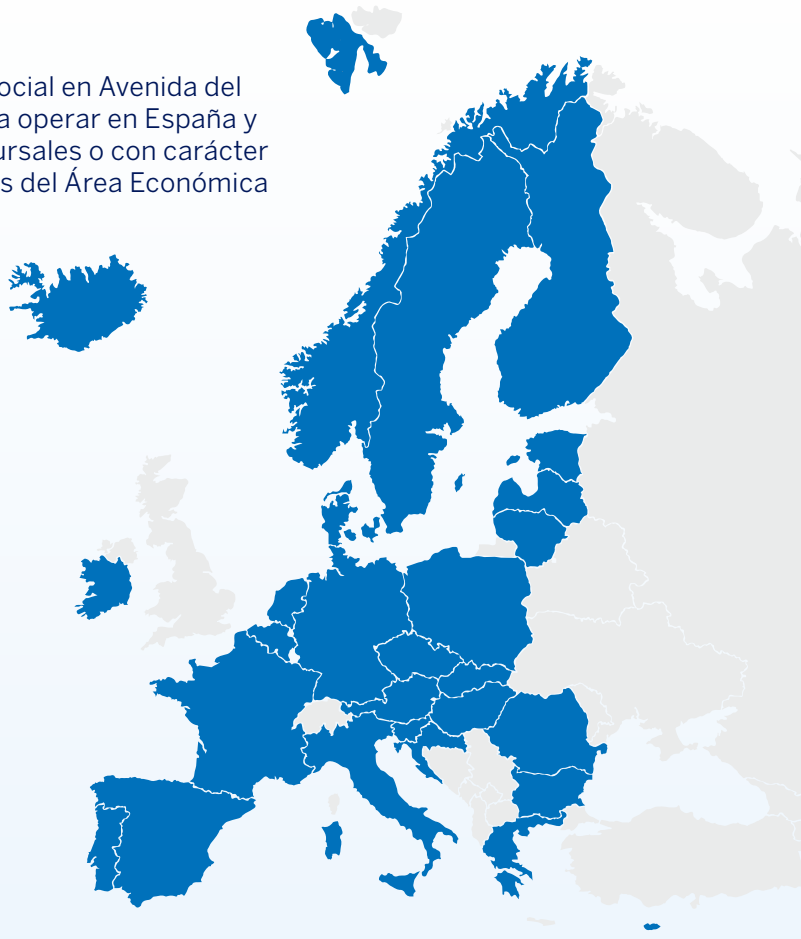 ocial en Avenida del
a operar en España y
ursales o con carácter
s del Área Económica